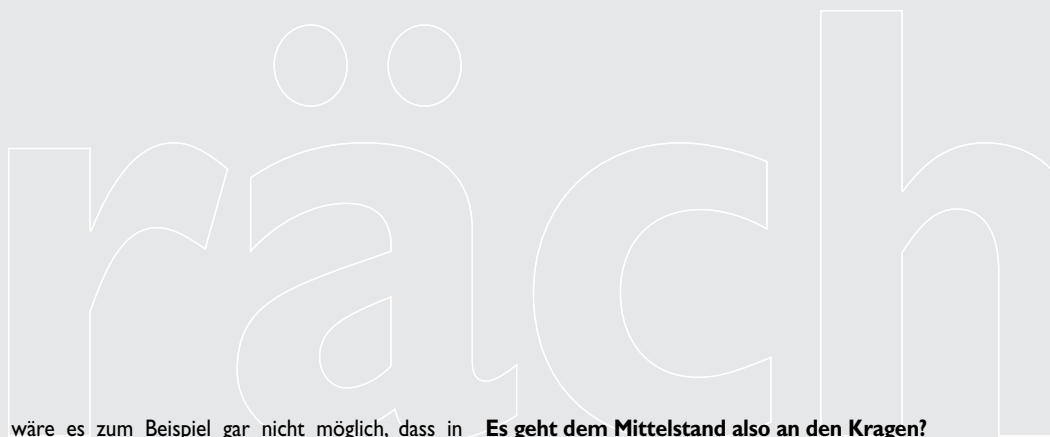 räch
wäre es zum Beispiel gar nicht möglich, dass in
Es geht dem Mittelstand also an den Kragen?